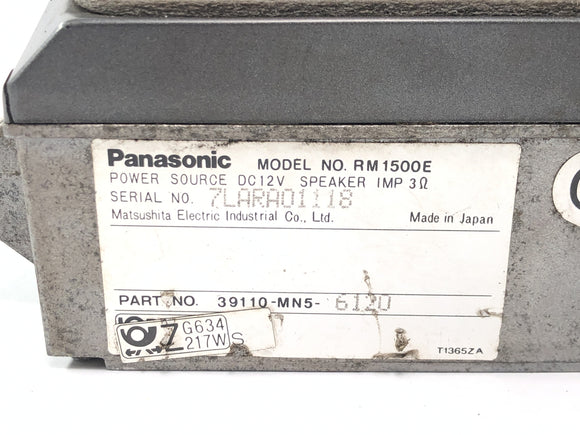 Panasonic MODEL NO. RM1500E
POWER SOURCE DC12V SPEAKER IMP 3Ω
SERIAL NO. 7LARA01118
Matsushita Electric Industrial Co., Ltd. Made in Japan
PART NO. 39110-MN5- 6120
Z G634
217W S
T1365ZA